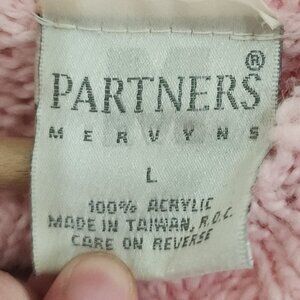 PARTNERS®
MERVYNS
L
100% ACRYLIC
MADE IN TAIWAN, R.O.C.
CARE ON REVERSE